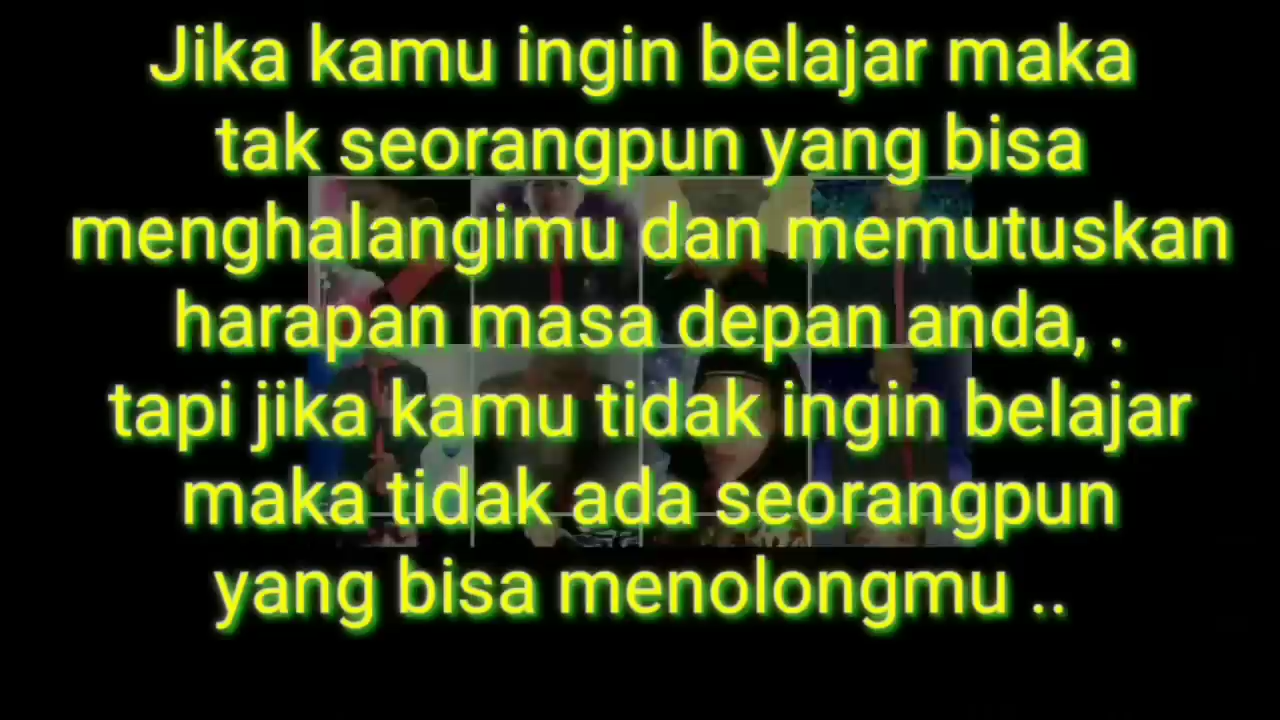 Jika kamu ingin belajar maka
tak seorangpun yang bisa
menghalangimu dan memutuskan
harapan masa depan anda, .
tapi jika kamu tidak ingin belajar
maka tidak ada seorangpun
yang bisa menolongmu ..